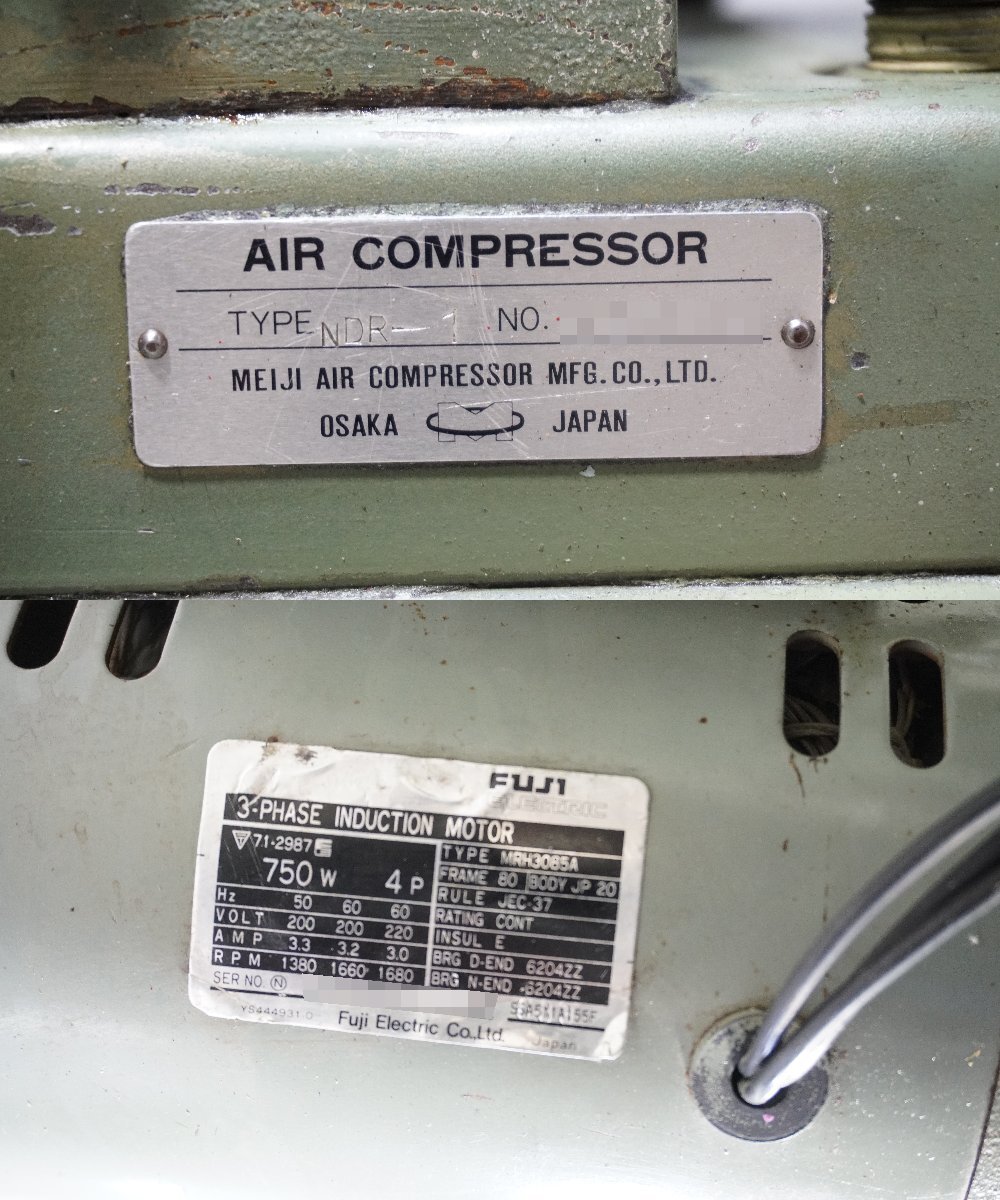 AIR COMPRESSOR
TYPE NDR-1 NO.
MEIJI AIR COMPRESSOR MFG. CO., LTD.
OSAKA JAPAN
FUJI
ELECTRIC
3-PHASE INDUCTION MOTOR
71-2987
750 W 4 P
Hz 50 60 60
VOLT 200 200 220
AMP 3.3 3.2 3.0
RPM 1380 1660 1680
TYPE MRH3085A
FRAME 80 BODY JP 20
RULE JEC-37
RATING CONT
INSUL E
BRG D-END 6204ZZ
BRG N-END 6204ZZ
SER NO. N
YS444931-0 Fuji Electric Co., Ltd. Japan